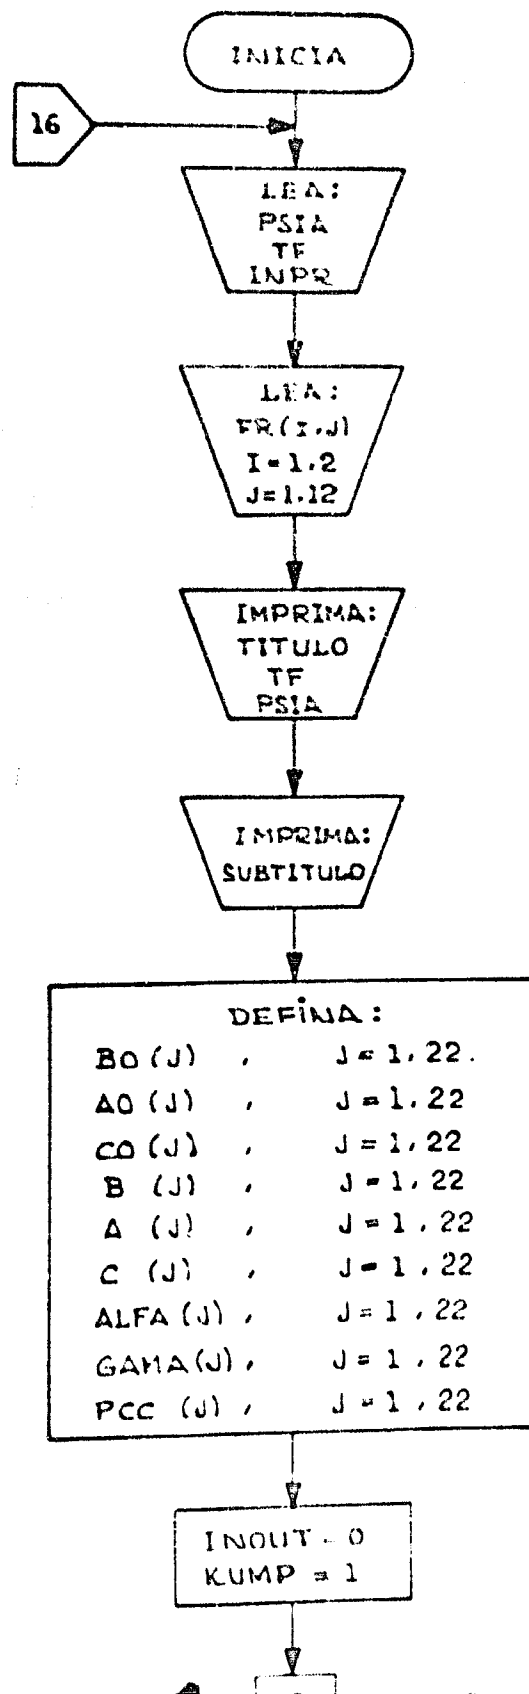 INICIA
16
LEA:
PSIA
TF
INPR
LEA:
FR(I,J)
I=1,2
J=1,12
IMPRIMA:
TITULO
TF
PSIA
IMPRIMA:
SUBTITULO
DEFINA:
BO (J) , J = 1, 22.
AO (J) , J = 1, 22
CO (J) , J = 1, 22
B (J) , J = 1, 22
A (J) , J = 1, 22
C (J) , J = 1, 22
ALFA (J) , J = 1, 22
GAMA (J) , J = 1, 22
PCC (J) , J = 1, 22
INOUT = 0
KUMP = 1